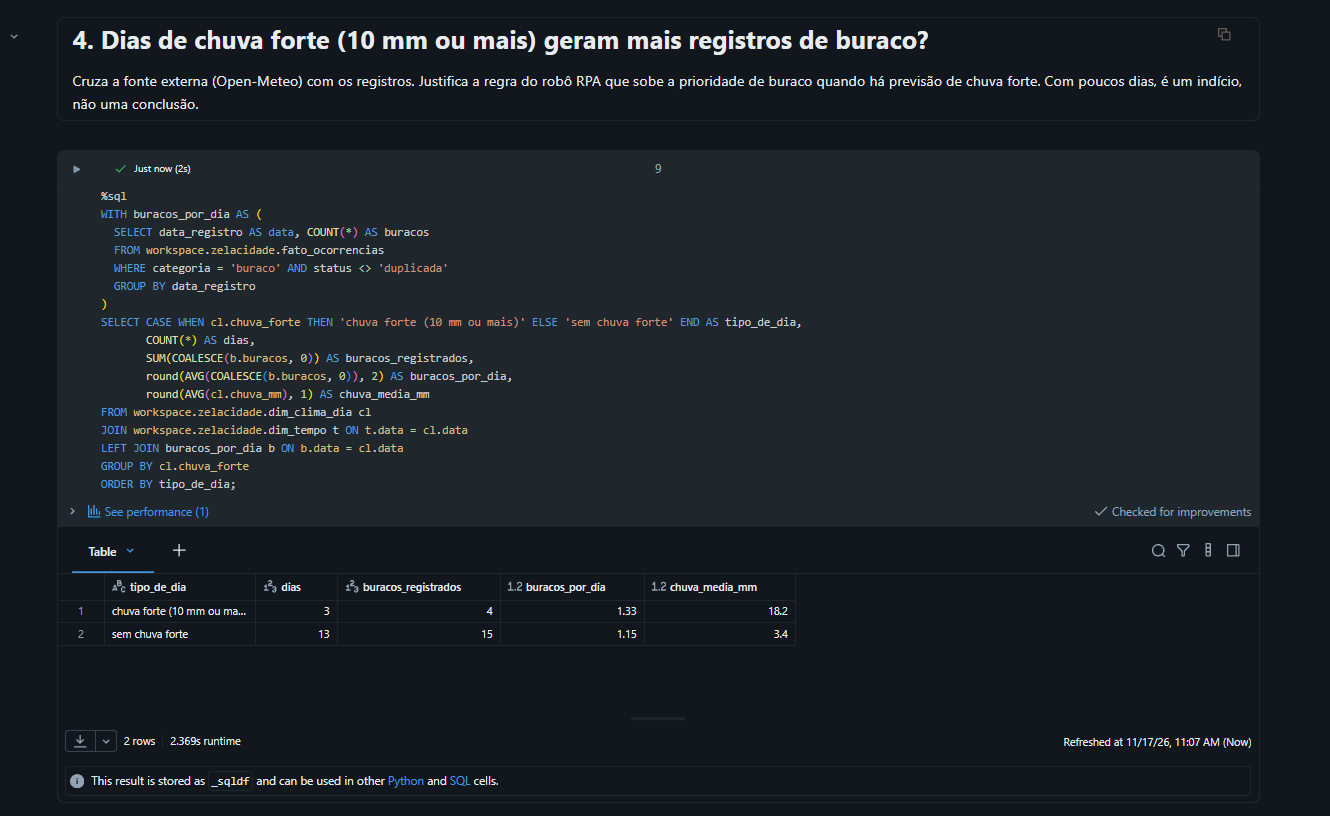 4. Dias de chuva forte (10 mm ou mais) geram mais registros de buraco?
Cruza a fonte externa (Open-Meteo) com os registros. Justifica a regra do robô RPA que sobe a prioridade de buraco quando há previsão de chuva forte. Com poucos dias, é um indício,
não uma conclusão.
Just now (2s)
9
%sql
WITH buracos_por_dia AS (
  SELECT data_registro AS data, COUNT(*) AS buracos
  FROM workspace.zelacidade.fato_ocorrencias
  WHERE categoria = 'buraco' AND status <> 'duplicada'
  GROUP BY data_registro
)
SELECT CASE WHEN cl.chuva_forte THEN 'chuva forte (10 mm ou mais)' ELSE 'sem chuva forte' END AS tipo_de_dia,
       COUNT(*) AS dias,
       SUM(COALESCE(b.buracos, 0)) AS buracos_registrados,
       round(AVG(COALESCE(b.buracos, 0)), 2) AS buracos_por_dia,
       round(AVG(cl.chuva_mm), 1) AS chuva_media_mm
FROM workspace.zelacidade.dim_clima_dia cl
JOIN workspace.zelacidade.dim_tempo t ON t.data = cl.data
LEFT JOIN buracos_por_dia b ON b.data = cl.data
GROUP BY cl.chuva_forte
ORDER BY tipo_de_dia;
See performance (1) Checked for improvements
Table +
ABC tipo_de_dia 123 dias 123 buracos_registrados 1.2 buracos_por_dia 1.2 chuva_media_mm
1 chuva forte (10 mm ou ma... 3 4 1.33 18.2
2 sem chuva forte 13 15 1.15 3.4
2 rows 2.369s runtime Refreshed at 11/17/26, 11:07 AM (Now)
This result is stored as _sqldf and can be used in other Python and SQL cells.